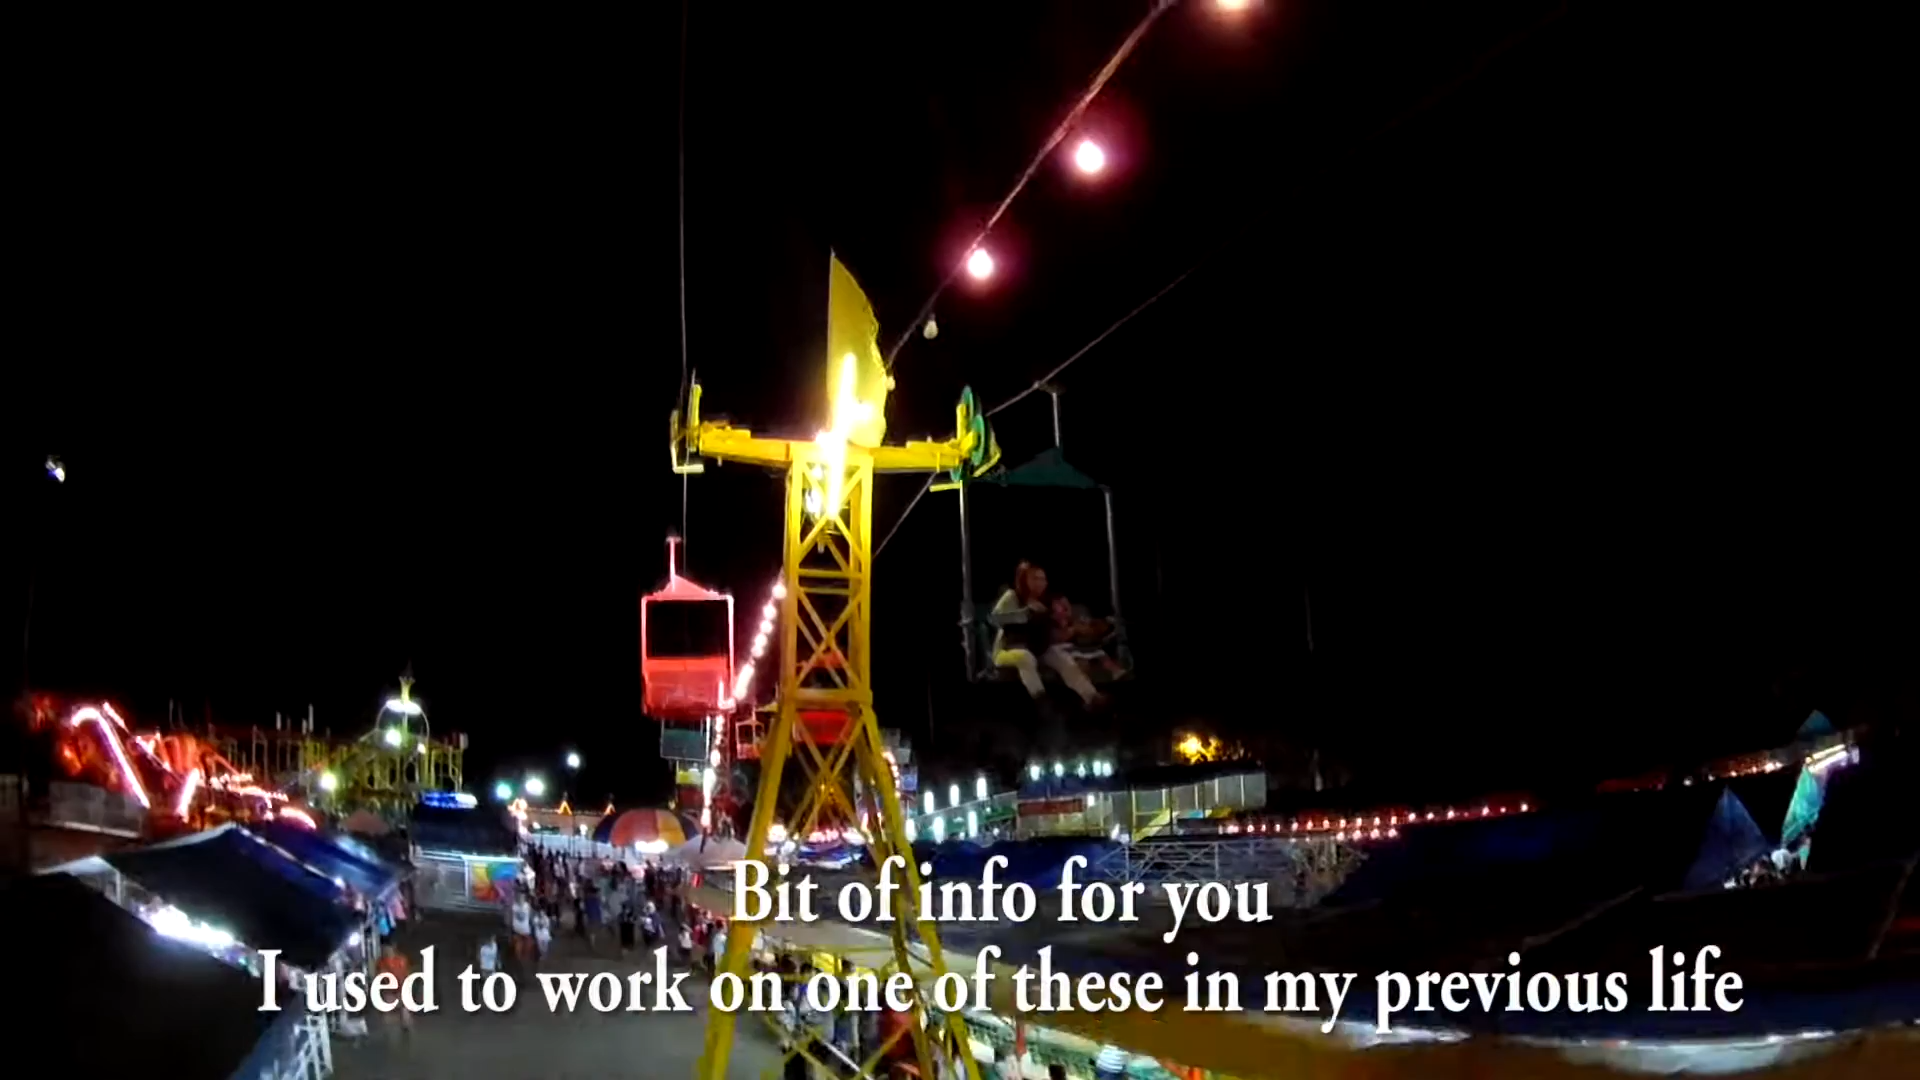 Bit of info for you
I used to work on one of these in my previous life